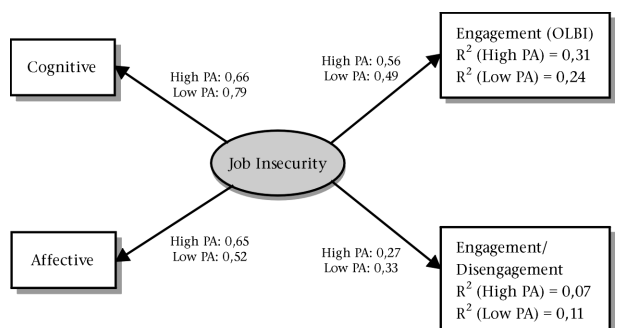 Engagement (OLBI)
R² (High PA) = 0,31
R² (Low PA) = 0,24
Cognitive
High PA: 0,66
Low PA: 0,79
High PA: 0,56
Low PA: 0,49
Job Insecurity
Affective
High PA: 0,65
Low PA: 0,52
High PA: 0,27
Low PA: 0,33
Engagement/
Disengagement
R² (High PA) = 0,07
R² (Low PA) = 0,11